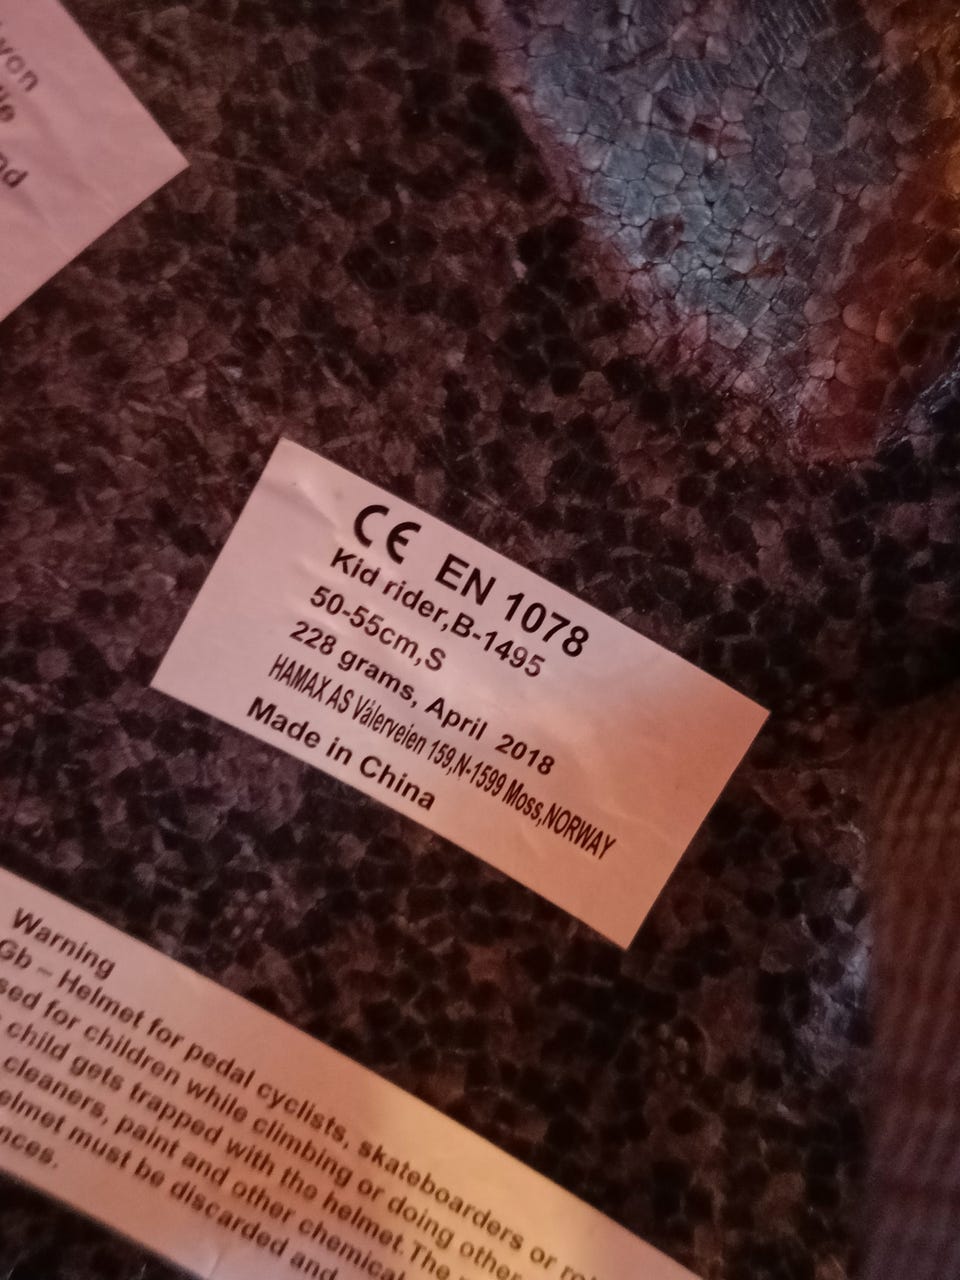 von
nd
CE EN 1078
Kid rider,B-1495
50-55cm,S
228 grams, April 2018
HAMAX AS Vålerveien 159,N-1599 Moss,NORWAY
Made in China
Warning
Gb – Helmet for pedal cyclists, skateboarders or
sed for children while climbing or doing other
child gets trapped with the helmet.The
cleaners, paint and other chemical
elmet must be discarded and
nces.